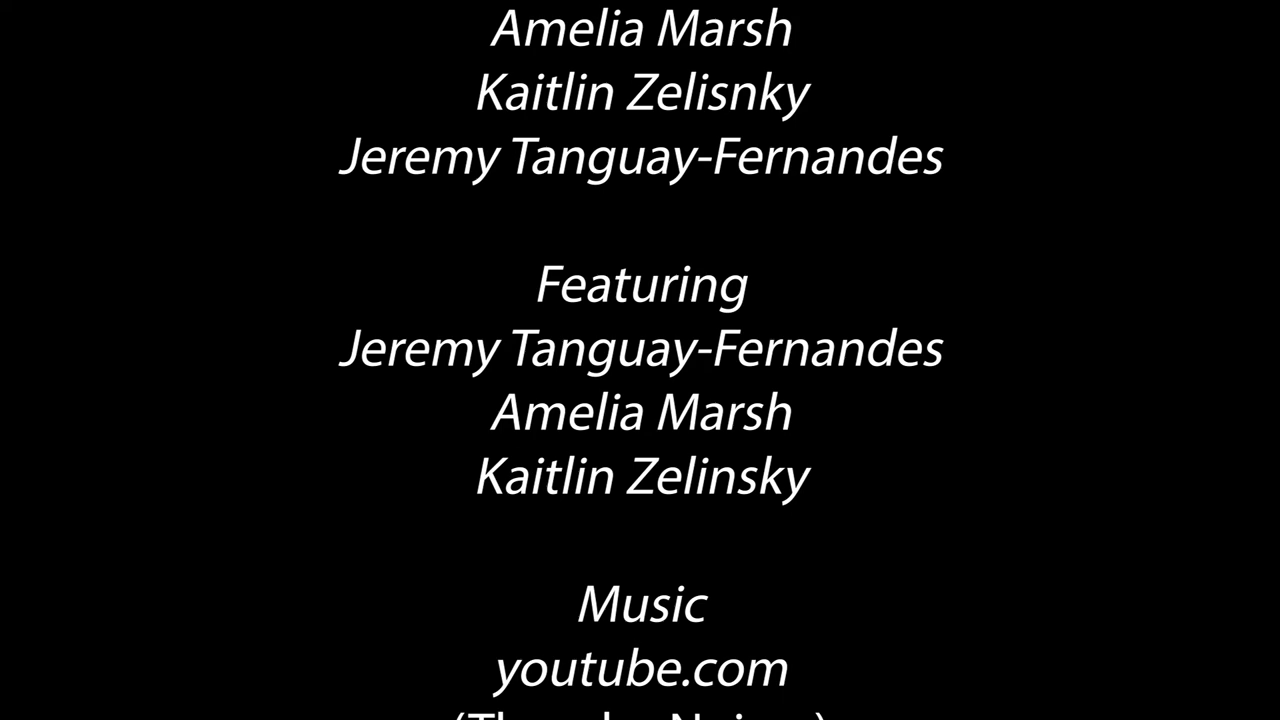 Amelia Marsh
Kaitlin Zelisnky
Jeremy Tanguay-Fernandes
Featuring
Jeremy Tanguay-Fernandes
Amelia Marsh
Kaitlin Zelinsky
Music
youtube.com